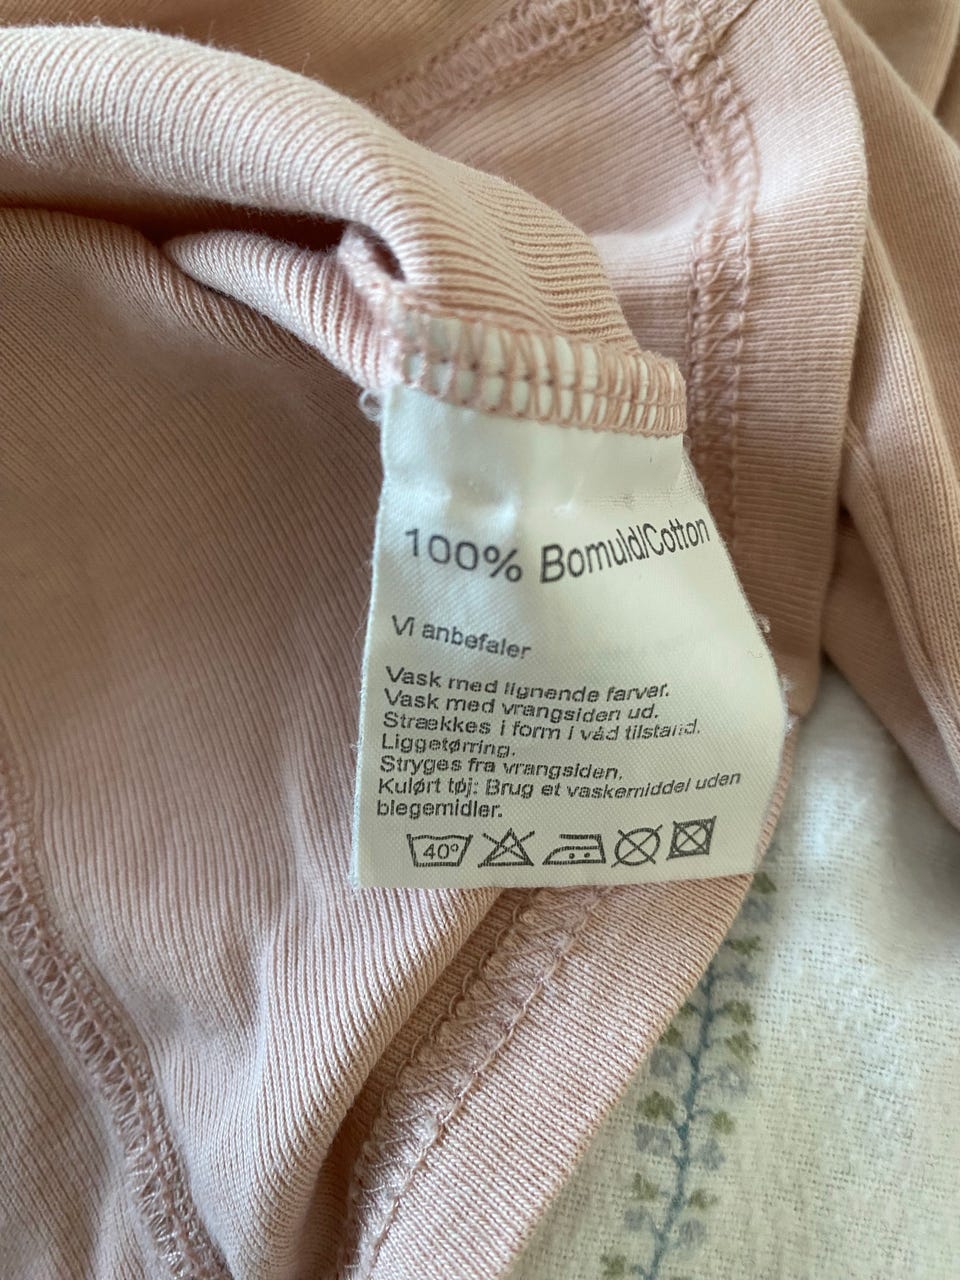 100% Bomuld/Cotton
Vi anbefaler
Vask med lignende farver.
Vask med vrangsiden ud.
Strækkes i form i våd tilstand.
Liggetørring.
Stryges fra vrangsiden.
Kulørt tøj: Brug et vaskemiddel uden
blegemidler.
40°